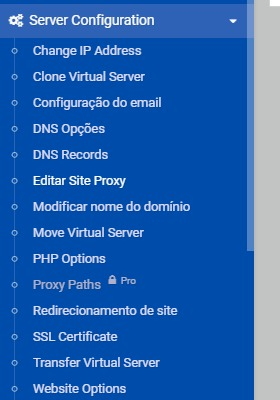 Server Configuration
Change IP Address
Clone Virtual Server
Configuração do email
DNS Opções
DNS Records
Editar Site Proxy
Modificar nome do domínio
Move Virtual Server
PHP Options
Proxy Paths Pro
Redirecionamento de site
SSL Certificate
Transfer Virtual Server
Website Options